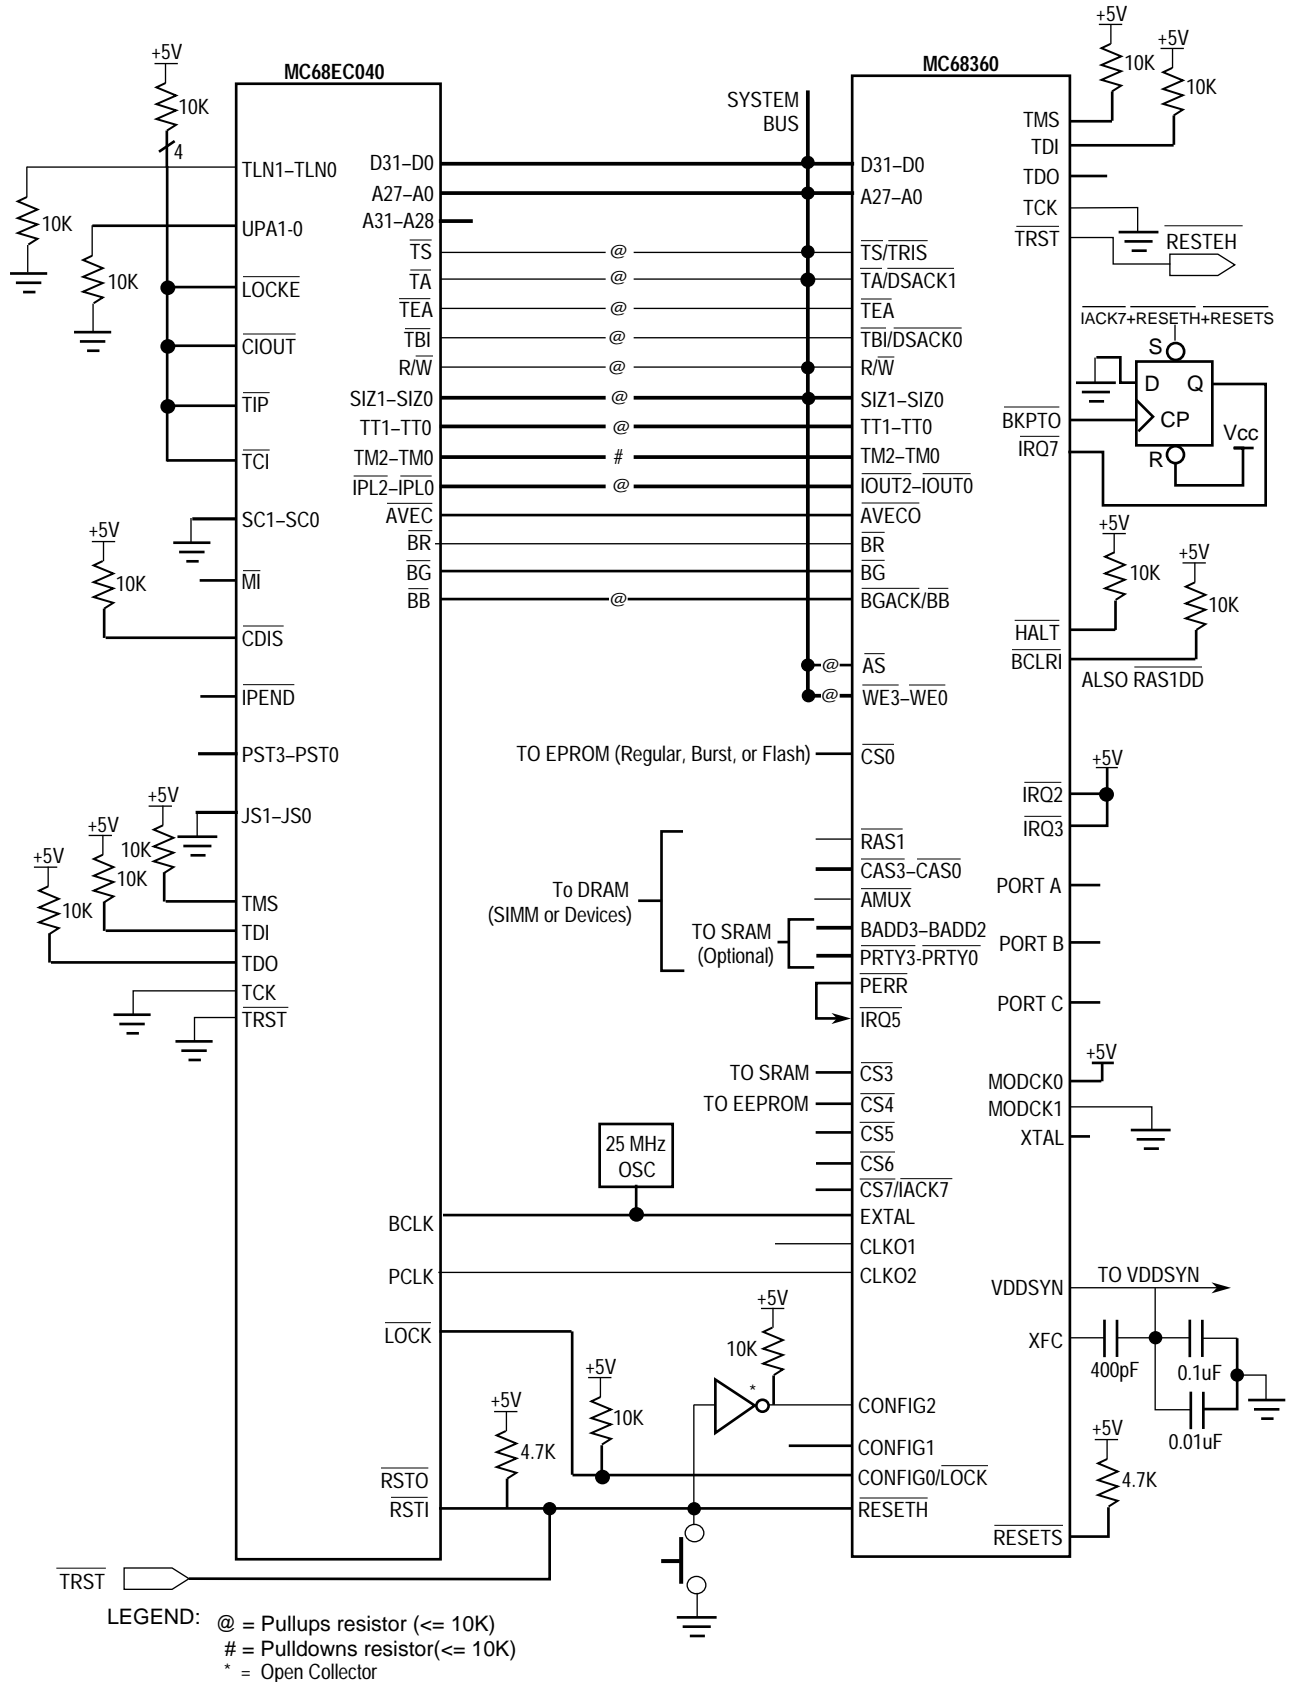 MC68EC040
MC68360
SYSTEM
BUS
+5V
10K
4
TLN1–TLN0
10K
UPA1-0
10K
LOCKE
CIOUT
TIP
TCI
SC1–SC0
+5V
10K
MI
CDIS
IPEND
PST3–PST0
JS1–JS0
+5V
10K
+5V
10K
+5V
10K
TMS
TDI
TDO
TCK
TRST
D31–D0
A27–A0
A31–A28
TS
TA
TEA
TBI
R/W
SIZ1–SIZ0
TT1–TT0
TM2–TM0
IPL2–IPL0
AVEC
BR
BG
BB
BCLK
PCLK
LOCK
RSTO
RSTI
@
@
@
@
@
@
@
#
@
@
@
@
D31–D0
A27–A0
TS/TRIS
TA/DSACK1
TEA
TBI/DSACK0
R/W
SIZ1–SIZ0
TT1–TT0
TM2–TM0
IOUT2–IOUT0
AVECO
BR
BG
BGACK/BB
AS
WE3–WE0
TO EPROM (Regular, Burst, or Flash)
CS0
To DRAM
(SIMM or Devices)
RAS1
CAS3–CAS0
AMUX
TO SRAM
(Optional)
BADD3–BADD2
PRTY3-PRTY0
PERR
IRQ5
TO SRAM
CS3
TO EEPROM
CS4
CS5
CS6
CS7/IACK7
25 MHz
OSC
EXTAL
CLKO1
CLKO2
+5V
10K
*
CONFIG2
CONFIG1
+5V
10K
CONFIG0/LOCK
+5V
4.7K
RESETH
+5V
10K
+5V
10K
TMS
TDI
TDO
TCK
TRST
RESTEH
IACK7+RESETH+RESETS
S
D
Q
CP
R
Vcc
BKPTO
IRQ7
+5V
10K
+5V
10K
HALT
BCLRI
ALSO RAS1DD
+5V
IRQ2
IRQ3
PORT A
PORT B
PORT C
+5V
MODCK0
MODCK1
XTAL
VDDSYN
TO VDDSYN
XFC
400pF
0.1uF
0.01uF
+5V
4.7K
RESETS
TRST
LEGEND:
@ = Pullups resistor (<= 10K)
# = Pulldowns resistor(<= 10K)
* = Open Collector